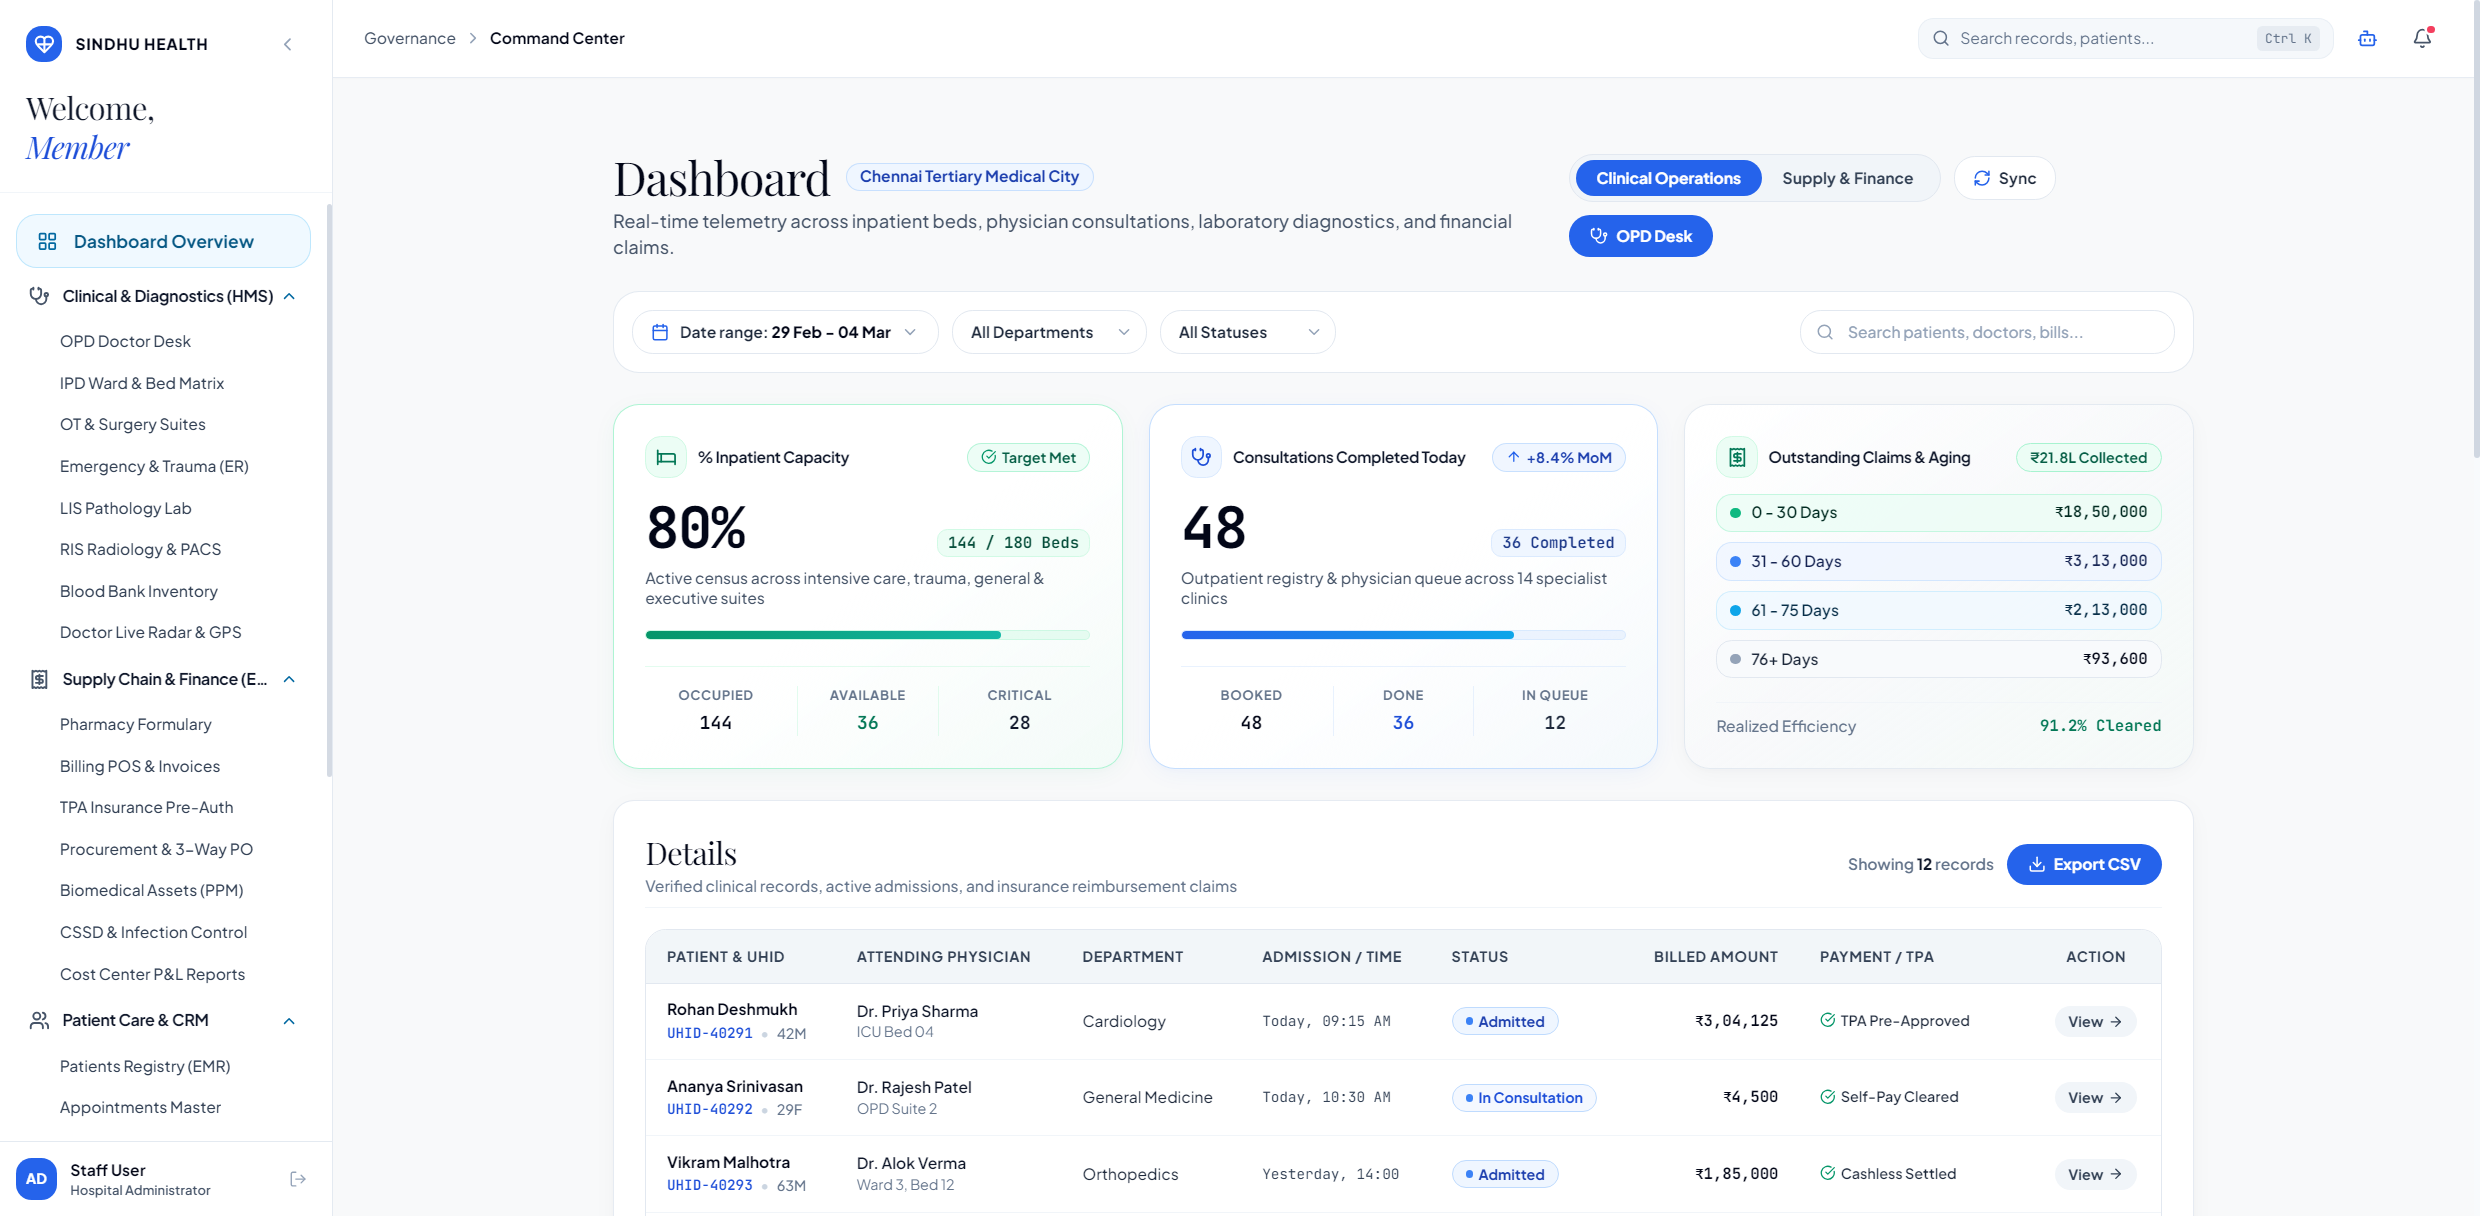 SINDHU HEALTH
Welcome,
Member
Dashboard Overview
Clinical & Diagnostics (HMS)
OPD Doctor Desk
IPD Ward & Bed Matrix
OT & Surgery Suites
Emergency & Trauma (ER)
LIS Pathology Lab
RIS Radiology & PACS
Blood Bank Inventory
Doctor Live Radar & GPS
Supply Chain & Finance (E...
Pharmacy Formulary
Billing POS & Invoices
TPA Insurance Pre-Auth
Procurement & 3-Way PO
Biomedical Assets (PPM)
CSSD & Infection Control
Cost Center P&L Reports
Patient Care & CRM
Patients Registry (EMR)
Appointments Master
AD
Staff User
Hospital Administrator
Governance > Command Center
Search records, patients... Ctrl K
Dashboard Chennai Tertiary Medical City
Real-time telemetry across inpatient beds, physician consultations, laboratory diagnostics, and financial
claims.
Clinical Operations Supply & Finance Sync
OPD Desk
Date range: 29 Feb - 04 Mar All Departments All Statuses Search patients, doctors, bills...
% Inpatient Capacity Target Met
80% 144 / 180 Beds
Active census across intensive care, trauma, general &
executive suites
OCCUPIED AVAILABLE CRITICAL
144 36 28
Consultations Completed Today ↑ +8.4% MoM
48 36 Completed
Outpatient registry & physician queue across 14 specialist
clinics
BOOKED DONE IN QUEUE
48 36 12
Outstanding Claims & Aging ₹21.8L Collected
0 - 30 Days ₹18,50,000
31 - 60 Days ₹3,13,000
61 - 75 Days ₹2,13,000
76+ Days ₹93,600
Realized Efficiency 91.2% Cleared
Details
Verified clinical records, active admissions, and insurance reimbursement claims
Showing 12 records Export CSV
PATIENT & UHID ATTENDING PHYSICIAN DEPARTMENT ADMISSION / TIME STATUS BILLED AMOUNT PAYMENT / TPA ACTION
Rohan Deshmukh Dr. Priya Sharma Cardiology Today, 09:15 AM Admitted ₹3,04,125 TPA Pre-Approved View →
UHID-40291 • 42M ICU Bed 04
Ananya Srinivasan Dr. Rajesh Patel General Medicine Today, 10:30 AM In Consultation ₹4,500 Self-Pay Cleared View →
UHID-40292 • 29F OPD Suite 2
Vikram Malhotra Dr. Alok Verma Orthopedics Yesterday, 14:00 Admitted ₹1,85,000 Cashless Settled View →
UHID-40293 • 63M Ward 3, Bed 12